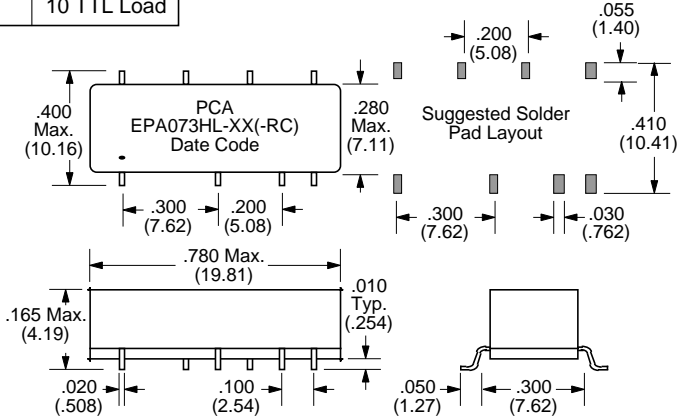 10 TTL Load
.055
(1.40)
.200
(5.08)
.400
Max.
(10.16)
PCA
EPA073HL-XX(-RC)
Date Code
.280
Max.
(7.11)
Suggested Solder
Pad Layout
.410
(10.41)
.300
(7.62)
.200
(5.08)
.300
(7.62)
.030
(.762)
.780 Max.
(19.81)
.165 Max.
(4.19)
.010
Typ.
(.254)
.020
(.508)
.100
(2.54)
.050
(1.27)
.300
(7.62)